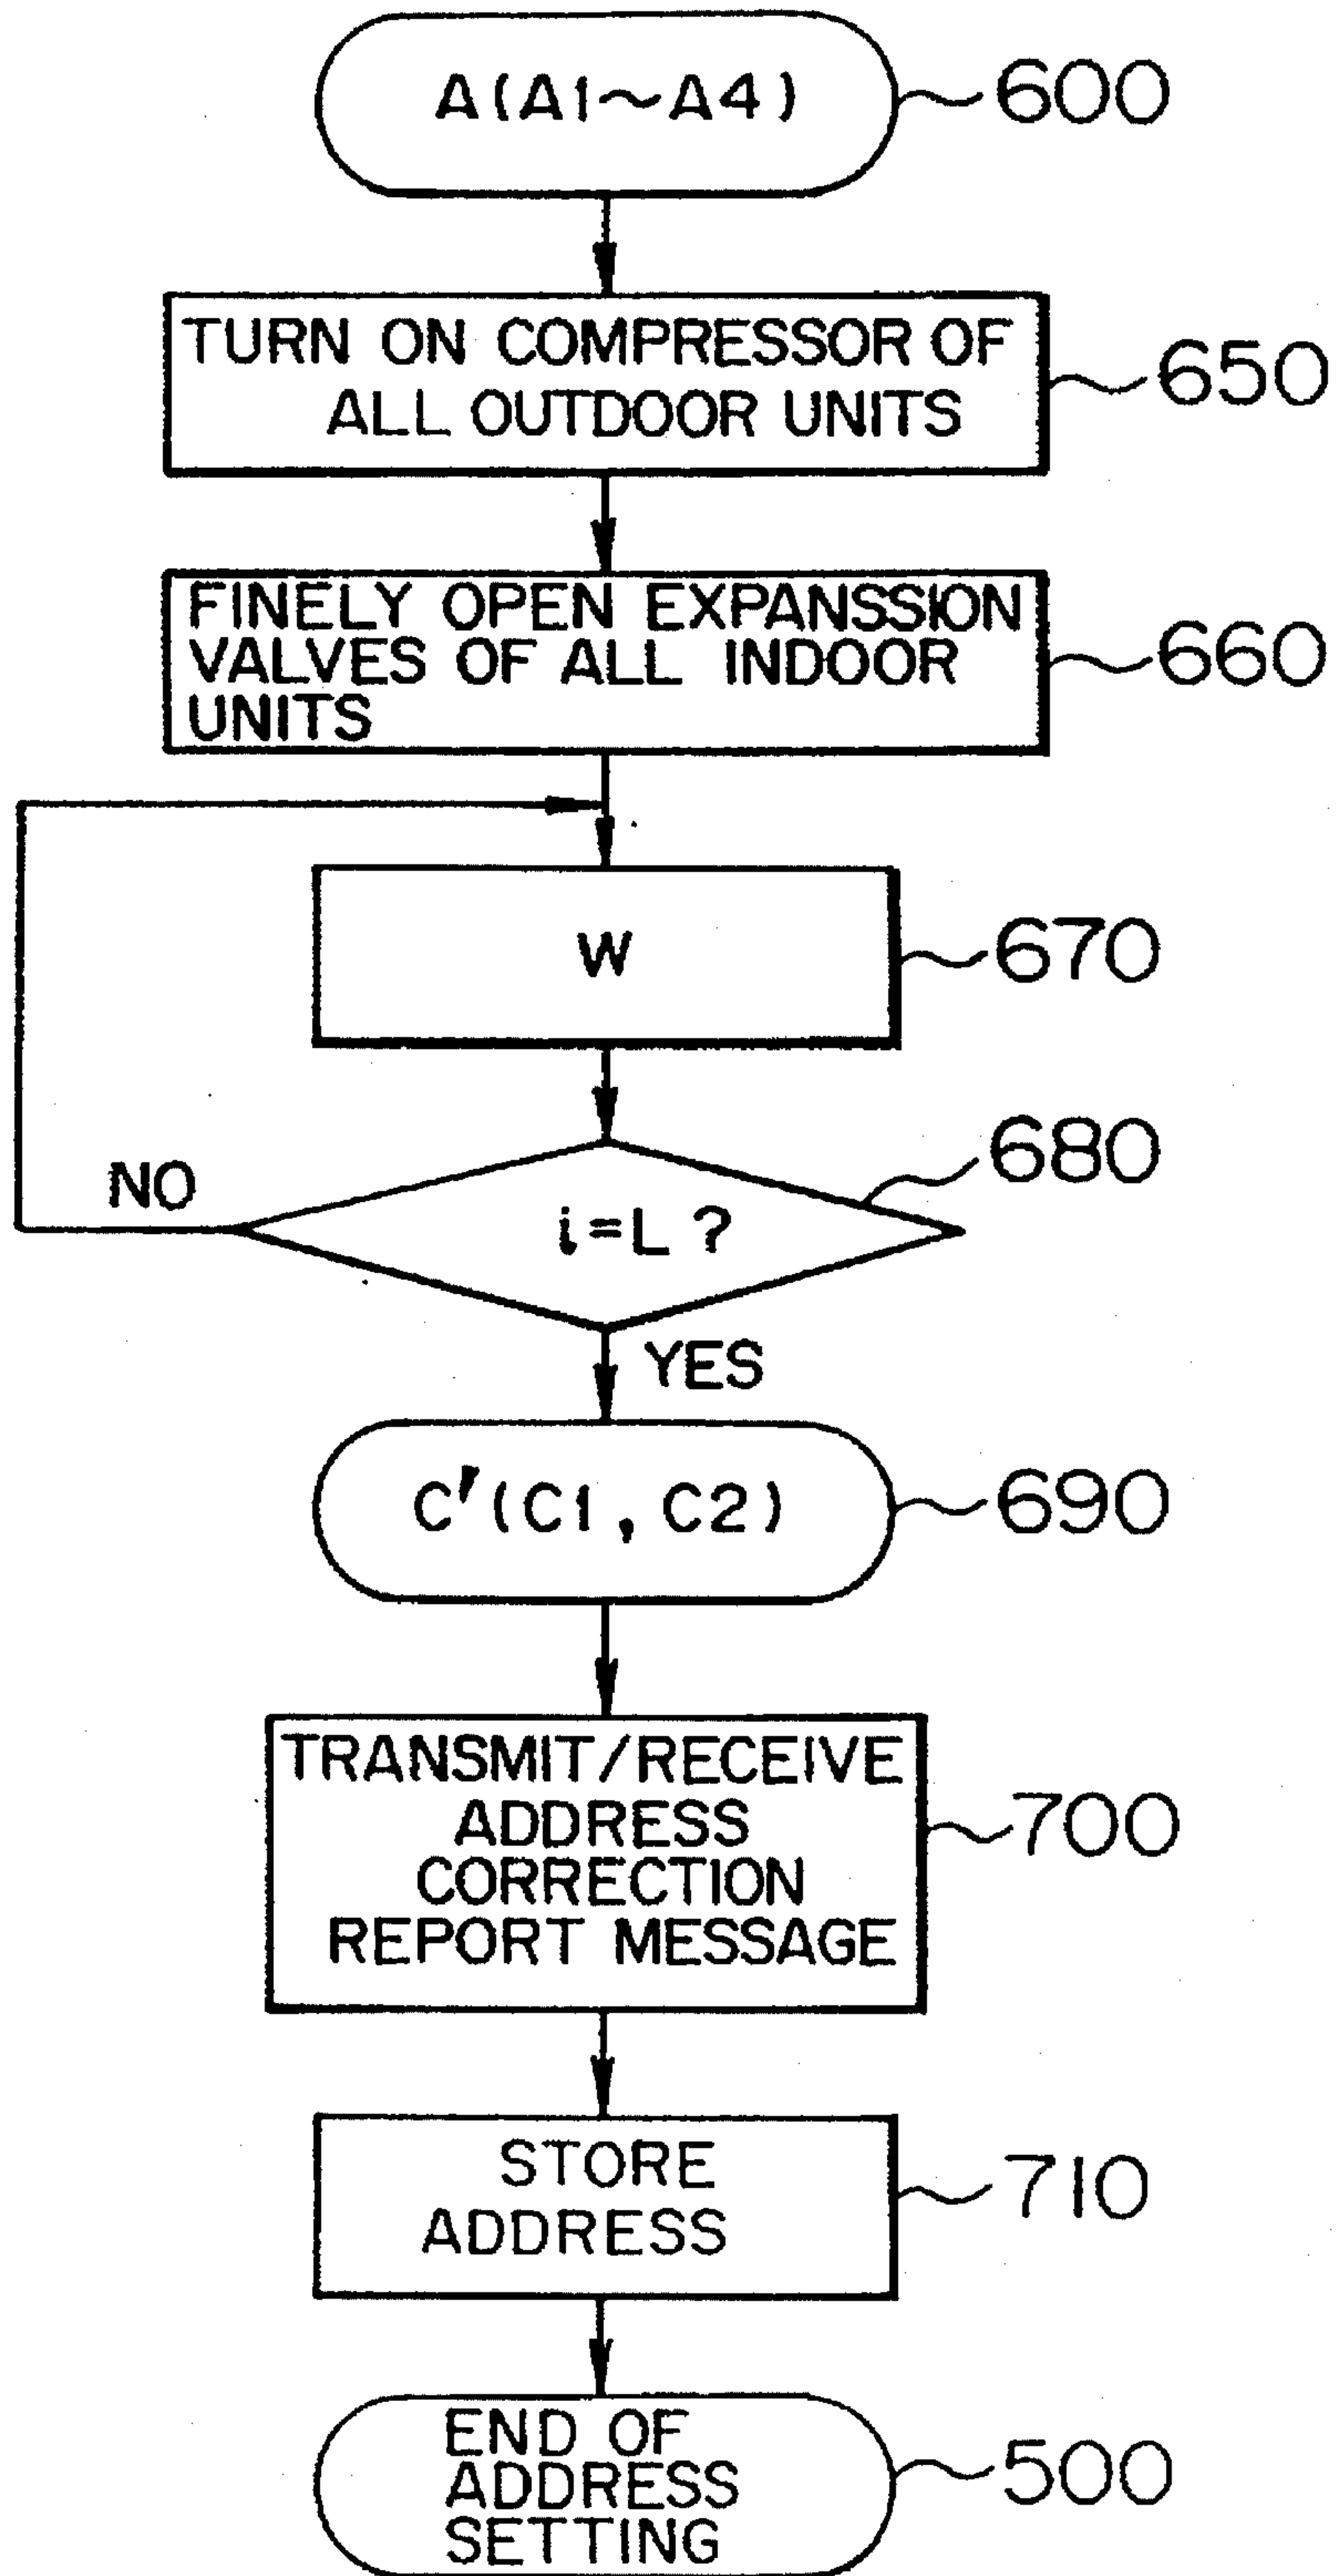 A(A1~A4)
600
TURN ON COMPRESSOR OF
ALL OUTDOOR UNITS
650
FINELY OPEN EXPANSSION
VALVES OF ALL INDOOR
UNITS
660
W
670
680
NO
i=L ?
YES
C'(C1, C2)
690
TRANSMIT/RECEIVE
ADDRESS
CORRECTION
REPORT MESSAGE
700
STORE
ADDRESS
710
END OF
ADDRESS
SETTING
500